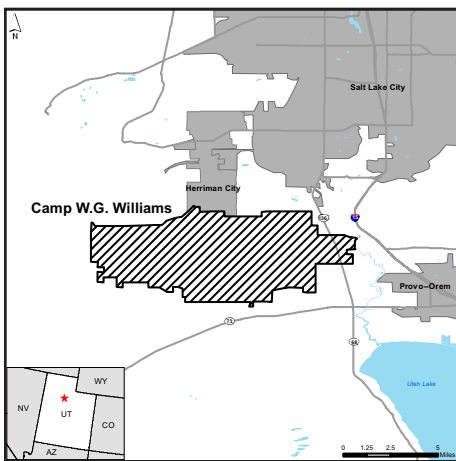 N
Salt Lake City
Herriman City
Camp W.G. Williams
Provo–Orem
73
68
Utah Lake
WY
NV
UT
CO
AZ
0 1.25 2.5 5
Miles